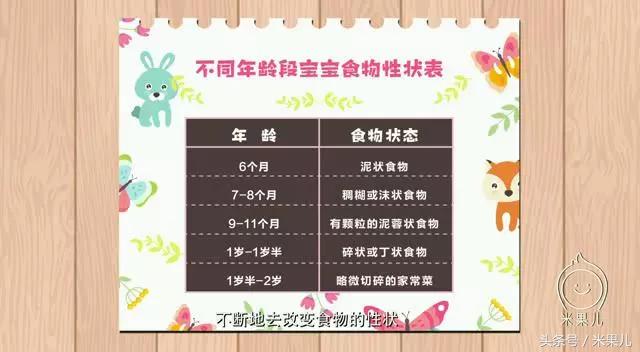 不同年龄段宝宝食物性状表
年 龄 食物状态
6个月 泥状食物
7-8个月 稠糊或沫状食物
9-11个月 有颗粒的泥蓉状食物
1岁-1岁半 碎状或丁状食物
1岁半-2岁 略微切碎的家常菜
不断地去改变食物的性状
米果儿
头条号/米果儿